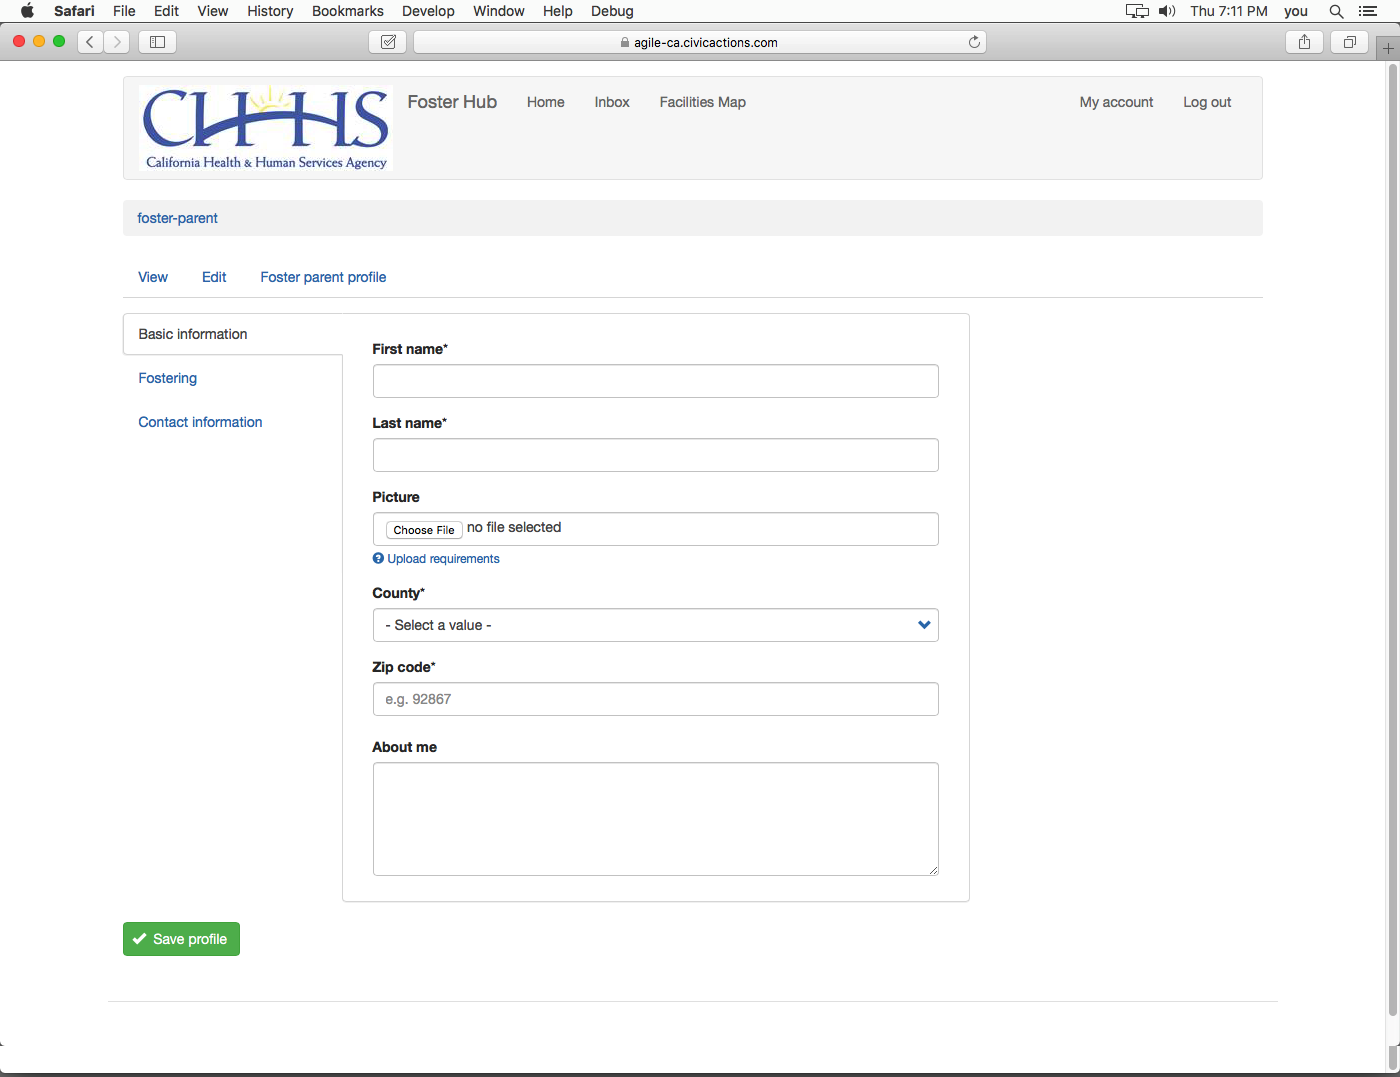 Safari File Edit View History Bookmarks Develop Window Help Debug Thu 7:11 PM you
agile-ca.civicactions.com
CHHS
California Health & Human Services Agency
Foster Hub Home Inbox Facilities Map My account Log out
foster-parent
View Edit Foster parent profile
Basic information
Fostering
Contact information
First name*
Last name*
Picture
Choose File no file selected
Upload requirements
County*
- Select a value -
Zip code*
e.g. 92867
About me
Save profile